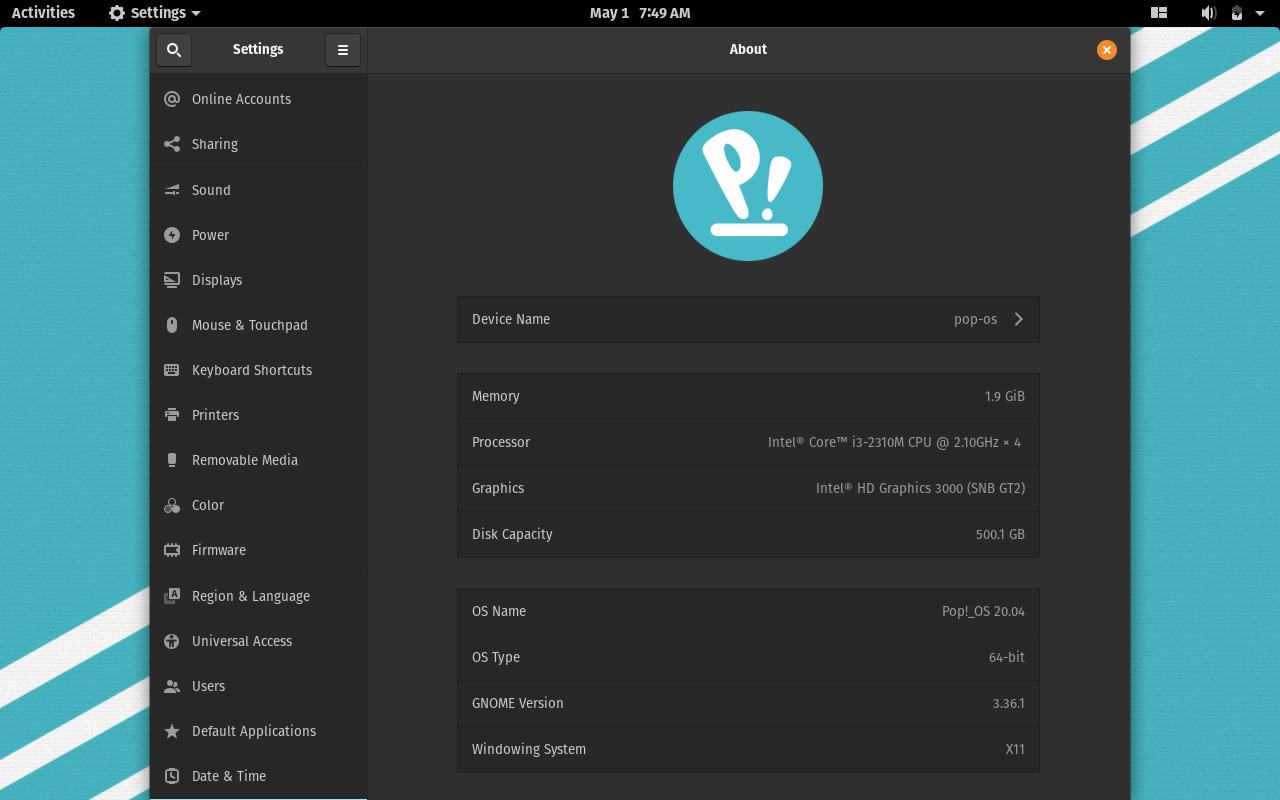 Activities
Settings
May 1 7:49 AM
Settings
About
Online Accounts
Sharing
Sound
Power
Displays
Mouse & Touchpad
Keyboard Shortcuts
Printers
Removable Media
Color
Firmware
Region & Language
Universal Access
Users
Default Applications
Date & Time
P!
Device Name pop-os
Memory 1.9 GiB
Processor Intel® Core™ i3-2310M CPU @ 2.10GHz × 4
Graphics Intel® HD Graphics 3000 (SNB GT2)
Disk Capacity 500.1 GB
OS Name Pop!_OS 20.04
OS Type 64-bit
GNOME Version 3.36.1
Windowing System X11